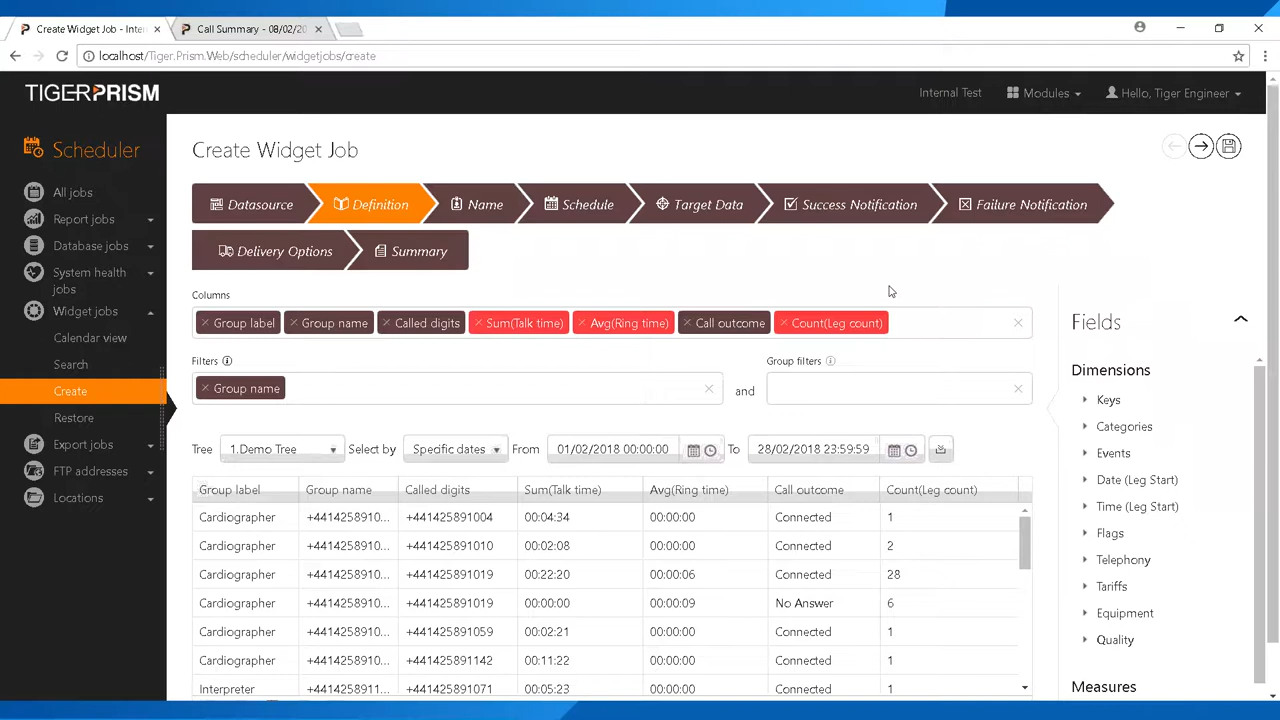 Create Widget Job - Inter
Call Summary - 08/02/20
localhost/Tiger.Prism.Web/scheduler/widgetjobs/create
TIGERPRISM
Internal Test
Modules
Hello, Tiger Engineer
Scheduler
All jobs
Report jobs
Database jobs
System health jobs
Widget jobs
Calendar view
Search
Create
Restore
Export jobs
FTP addresses
Locations
Create Widget Job
Datasource
Definition
Name
Schedule
Target Data
Success Notification
Failure Notification
Delivery Options
Summary
Columns
× Group label × Group name × Called digits × Sum(Talk time) × Avg(Ring time) × Call outcome × Count(Leg count) ×
Filters
Group filters
× Group name ×
and
×
Tree 1.Demo Tree Select by Specific dates From 01/02/2018 00:00:00 To 28/02/2018 23:59:59
Group label Group name Called digits Sum(Talk time) Avg(Ring time) Call outcome Count(Leg count)
Cardiographer +4414258910... +441425891004 00:04:34 00:00:00 Connected 1
Cardiographer +4414258910... +441425891010 00:02:08 00:00:00 Connected 2
Cardiographer +4414258910... +441425891019 00:22:20 00:00:06 Connected 28
Cardiographer +4414258910... +441425891019 00:00:00 00:00:09 No Answer 6
Cardiographer +4414258910... +441425891059 00:02:21 00:00:00 Connected 1
Cardiographer +4414258910... +441425891142 00:11:22 00:00:00 Connected 1
Interpreter +4414258911... +441425891071 00:05:23 00:00:00 Connected 1
Fields
Dimensions
Keys
Categories
Events
Date (Leg Start)
Time (Leg Start)
Flags
Telephony
Tariffs
Equipment
Quality
Measures